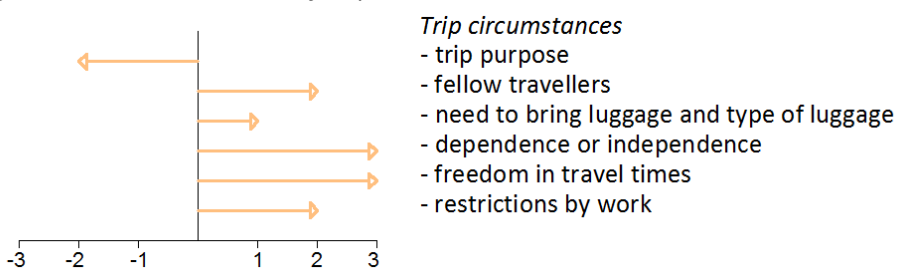 Trip circumstances
- trip purpose
- fellow travellers
- need to bring luggage and type of luggage
- dependence or independence
- freedom in travel times
- restrictions by work
-3 -2 -1 1 2 3